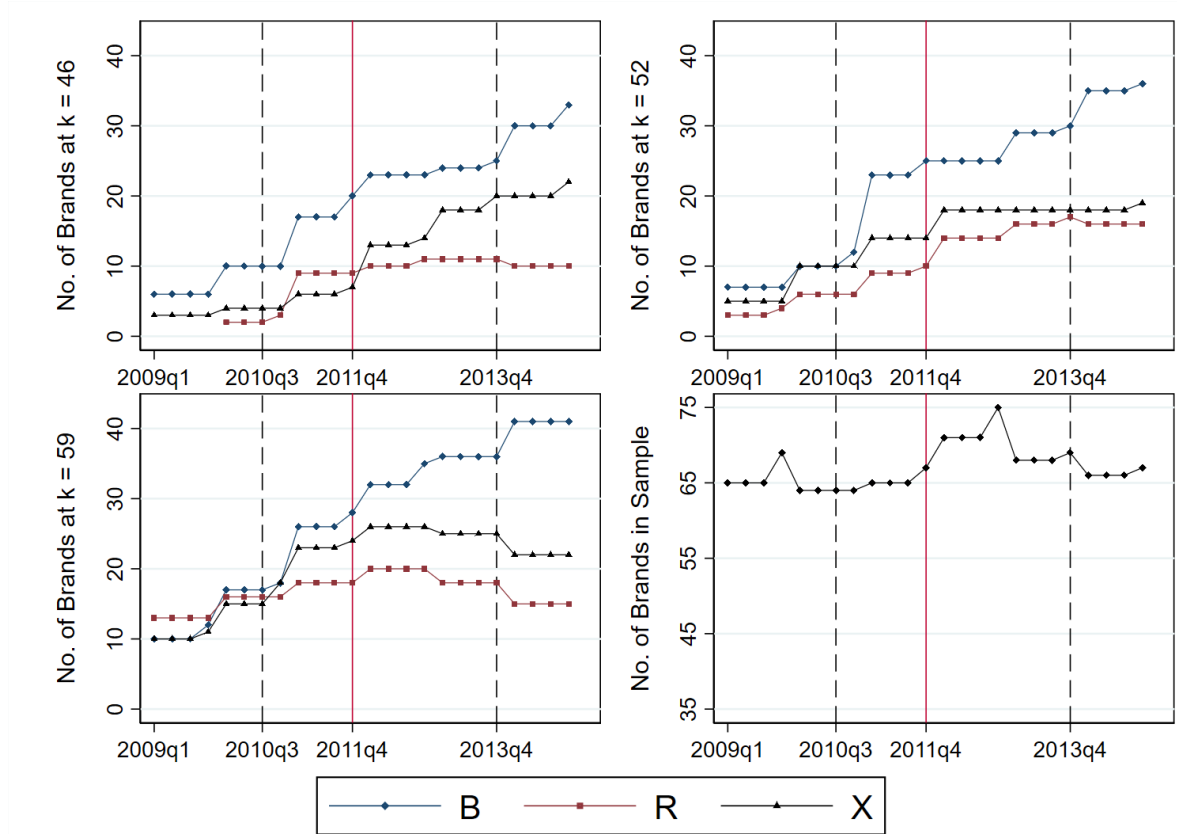 No. of Brands at k = 46
40
30
20
10
0
2009q1 2010q3 2011q4 2013q4
No. of Brands at k = 52
40
30
20
10
0
2009q1 2010q3 2011q4 2013q4
No. of Brands at k = 59
40
30
20
10
0
2009q1 2010q3 2011q4 2013q4
No. of Brands in Sample
75
65
55
45
35
2009q1 2010q3 2011q4 2013q4
B R X